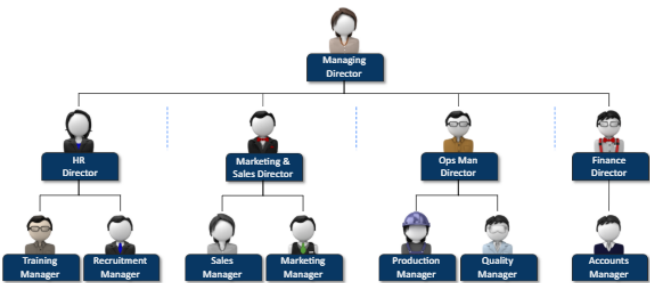 Managing
Director
HR
Director
Marketing &
Sales Director
Ops Man
Director
Finance
Director
Training
Manager
Recruitment
Manager
Sales
Manager
Marketing
Manager
Production
Manager
Quality
Manager
Accounts
Manager